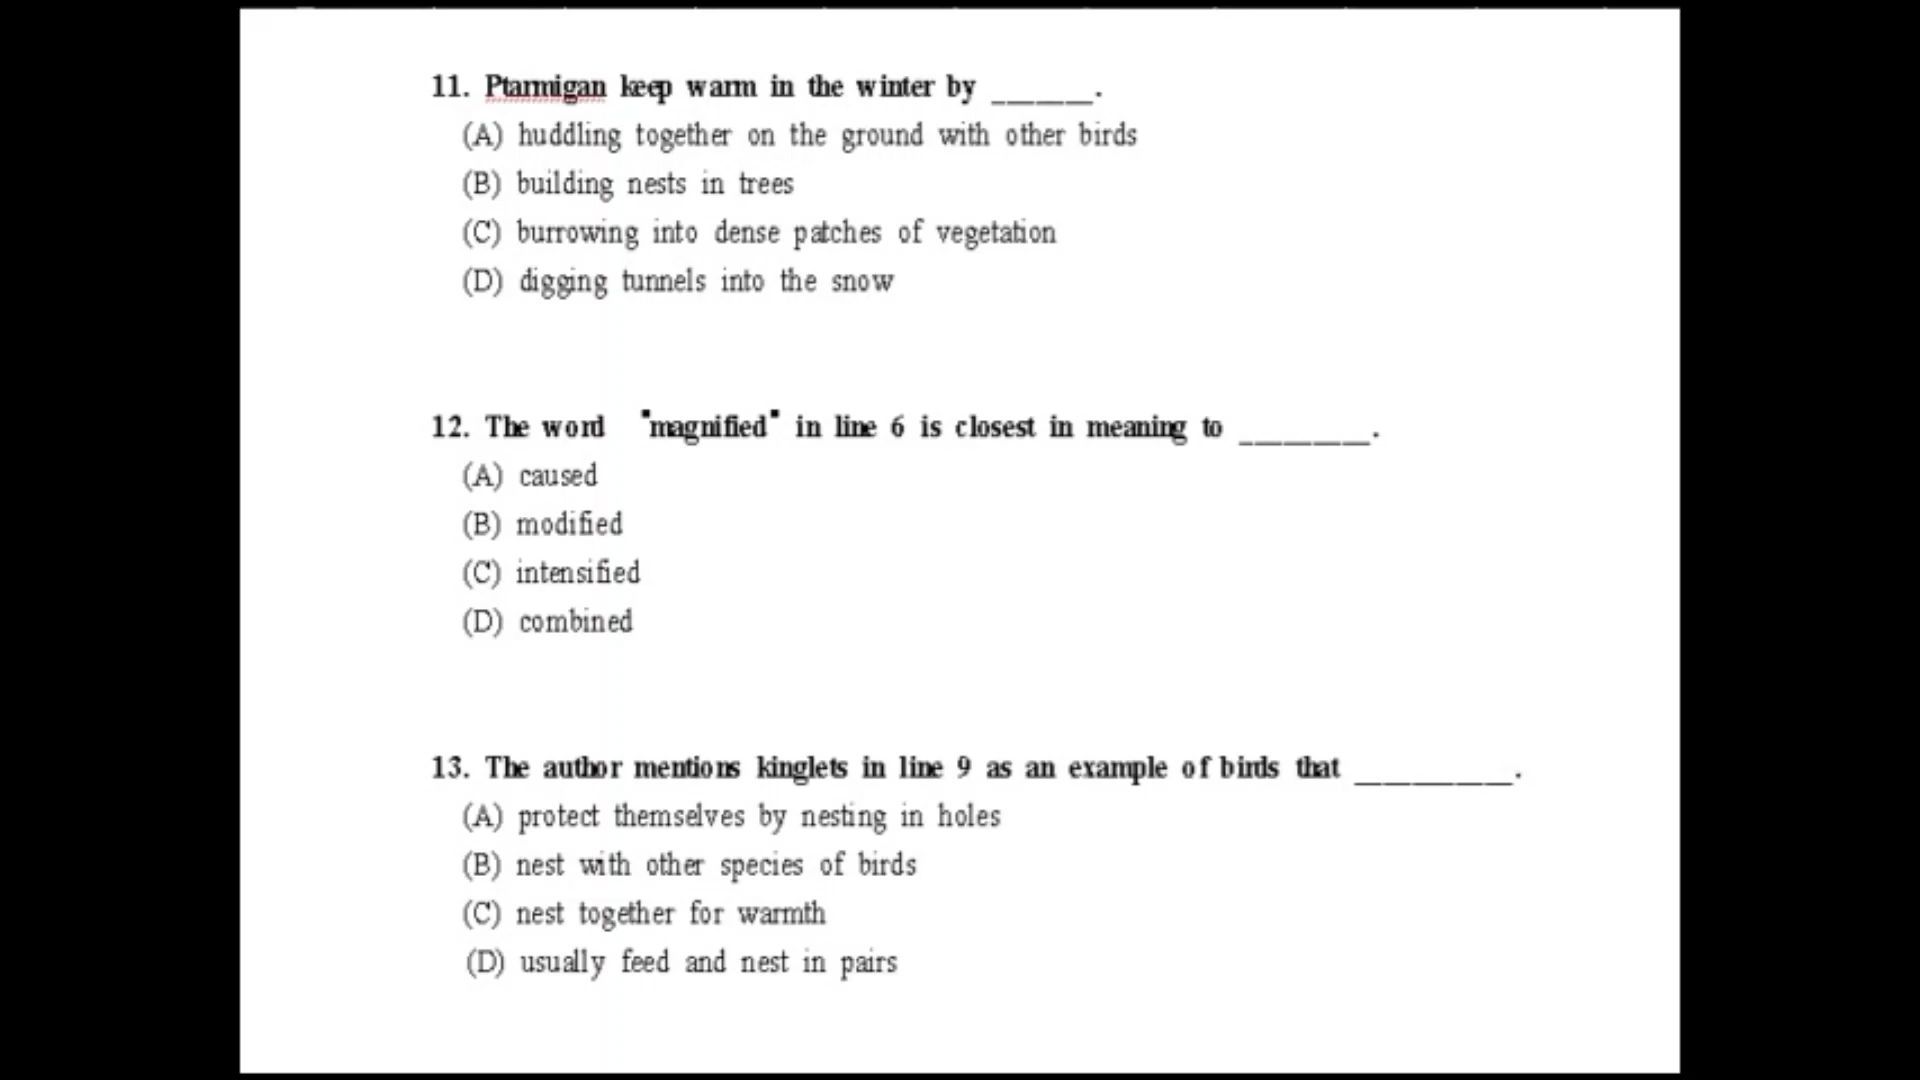 11. Ptarmigan keep warm in the winter by _______.
(A) huddling together on the ground with other birds
(B) building nests in trees
(C) burrowing into dense patches of vegetation
(D) digging tunnels into the snow
12. The word "magnified" in line 6 is closest in meaning to _________.
(A) caused
(B) modified
(C) intensified
(D) combined
13. The author mentions kinglets in line 9 as an example of birds that ___________.
(A) protect themselves by nesting in holes
(B) nest with other species of birds
(C) nest together for warmth
(D) usually feed and nest in pairs